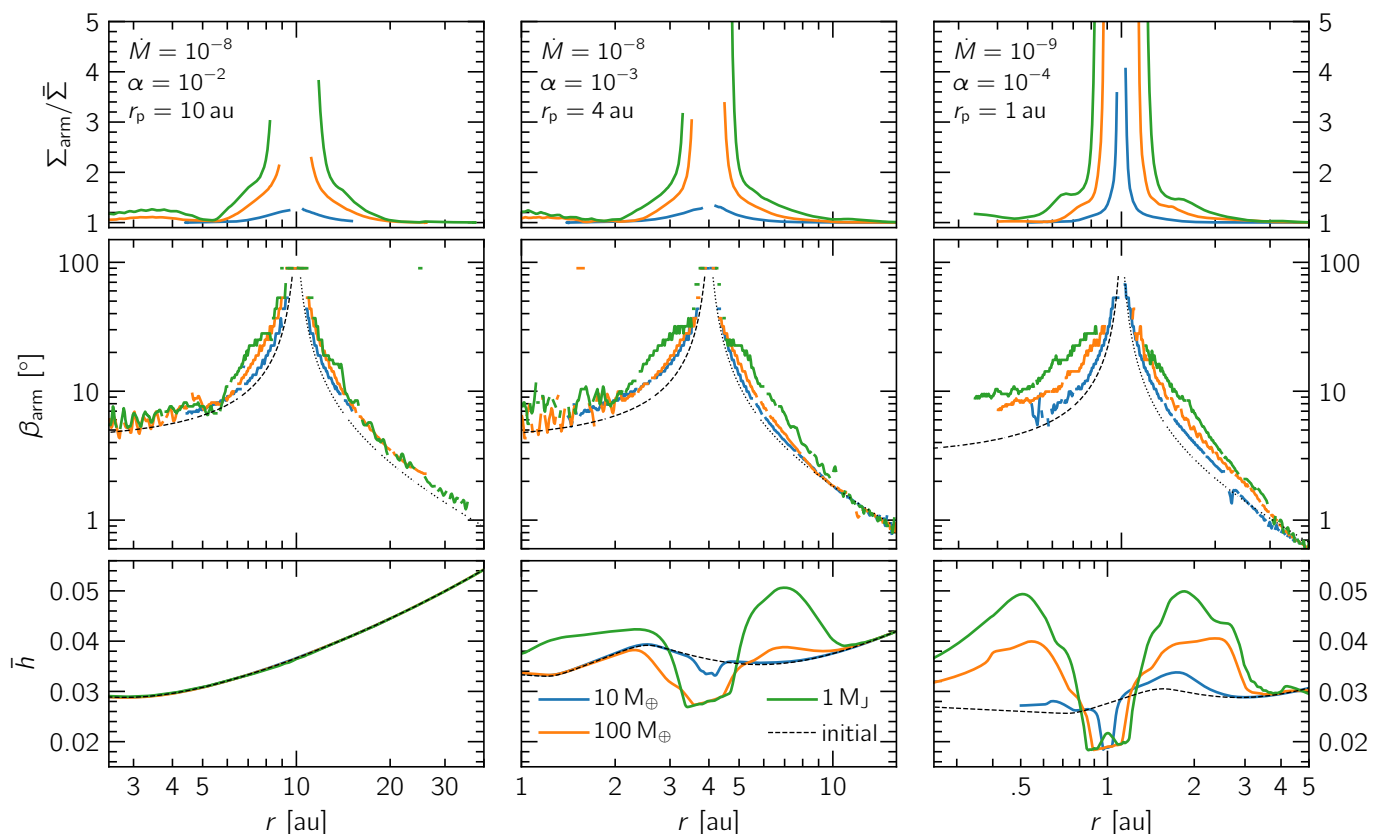 Σ_arm/Σ̄
5
4
3
2
1
Ṁ = 10⁻⁸
α = 10⁻²
r_p = 10 au
Ṁ = 10⁻⁸
α = 10⁻³
r_p = 4 au
Ṁ = 10⁻⁹
α = 10⁻⁴
r_p = 1 au
5
4
3
2
1
β_arm [°]
100
10
1
100
10
1
h̄
0.05
0.04
0.03
0.02
10 M⊕
100 M⊕
1 M_J
initial
0.05
0.04
0.03
0.02
3 4 5 10 20 30
1 2 3 4 5 10
.5 1 2 3 4 5
r [au]
r [au]
r [au]